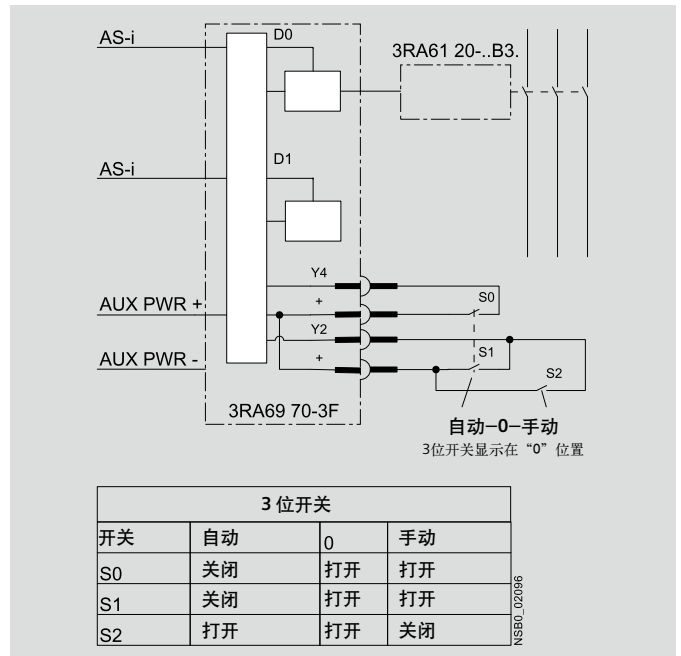 AS-i
D0
3RA61 20-..B3.
AS-i
D1
Y4
AUX PWR +
+
S0
Y2
S1
AUX PWR -
+
S2
3RA69 70-3F
自动–0–手动
3位开关显示在“0”位置
3 位开关
开关 自动 0 手动
S0 关闭 打开 打开
S1 关闭 打开 打开
S2 打开 打开 关闭
NSB0_02096